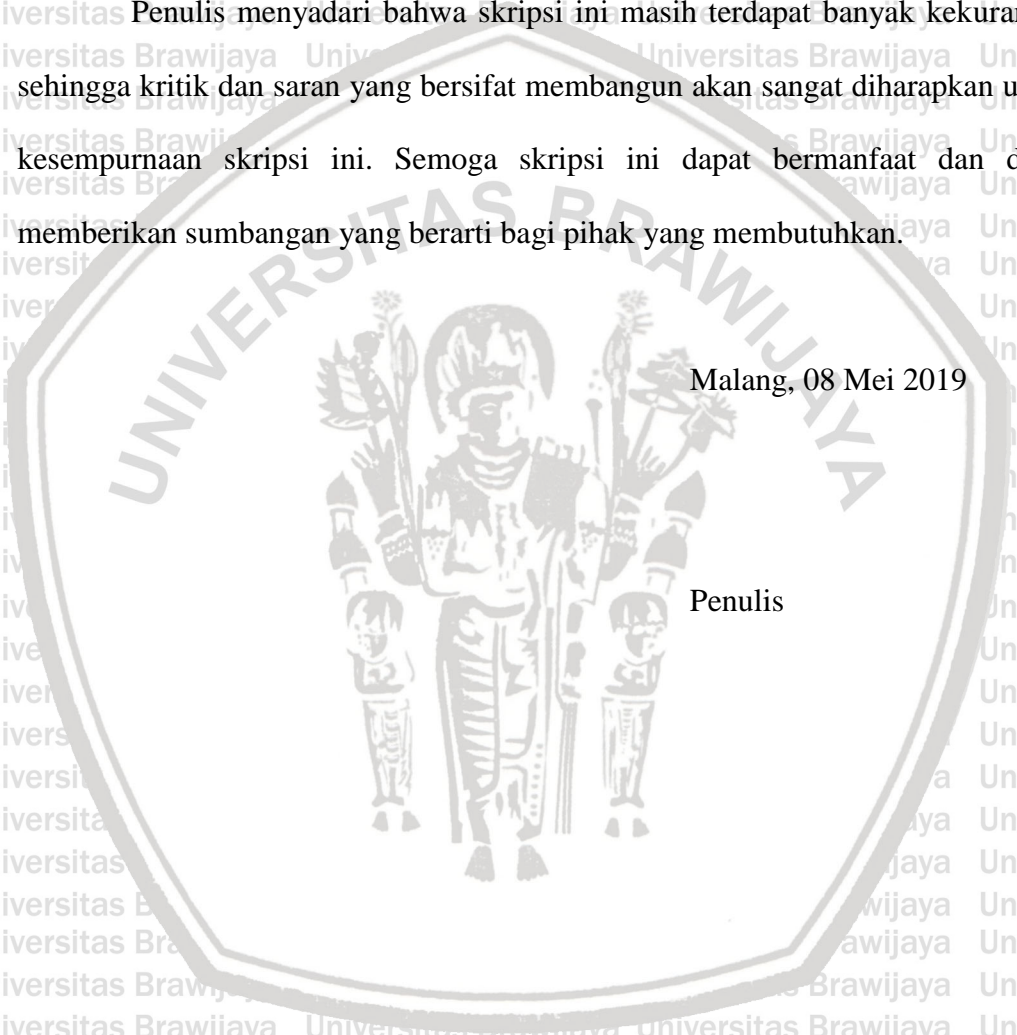 Penulis menyadari bahwa skripsi ini masih terdapat banyak
sehingga kritik dan saran yang bersifat membangun akan sangat diharapkan
kesempurnaan skripsi ini. Semoga skripsi ini dapat bermanfaat dan
memberikan sumbangan yang berarti bagi pihak yang membutuhkan.
UNIVERSITAS BRAWIJAYA
Malang, 08 Mei 2019
Penulis